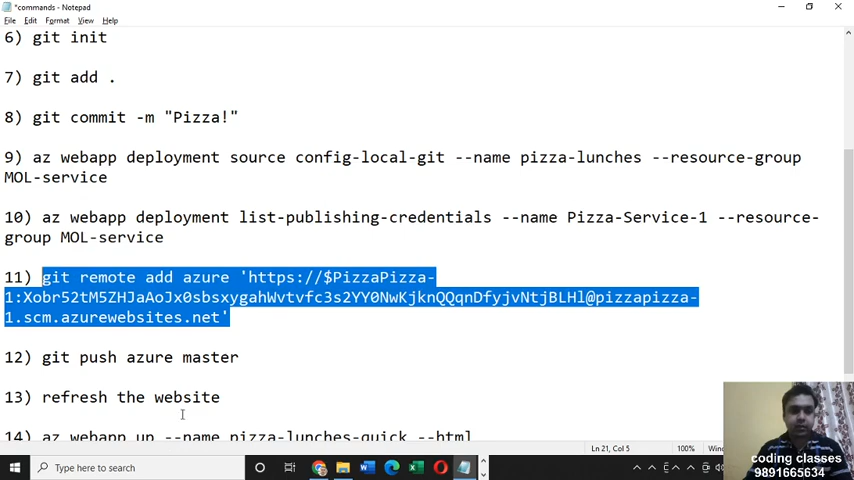 *commands - Notepad
File Edit Format View Help
6) git init
7) git add .
8) git commit -m "Pizza!"
9) az webapp deployment source config-local-git --name pizza-lunches --resource-group
MOL-service
10) az webapp deployment list-publishing-credentials --name Pizza-Service-1 --resource-
group MOL-service
11) git remote add azure 'https://$PizzaPizza-
1:Xobr52tM5ZHJaAoJx0sbsxygahWvtvfc3s2YY0NwKjknQQqnDfyjvNtjBLHl@pizzapizza-
1.scm.azurewebsites.net'
12) git push azure master
13) refresh the website
14) az webapp up --name pizza-lunches-quick --html
Ln 21, Col 5
100%
Wind
Type here to search
coding classes
9891665634